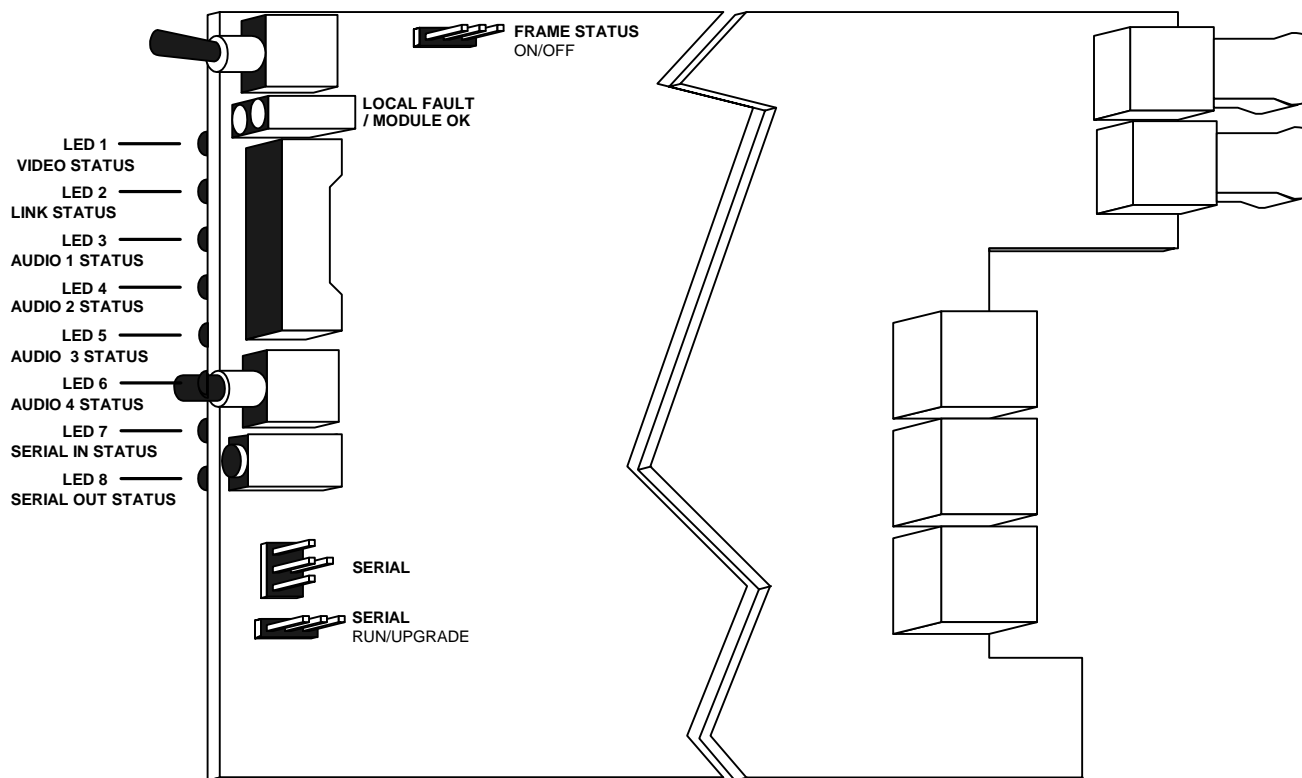 FRAME STATUS
ON/OFF
LOCAL FAULT
/ MODULE OK
LED 1
VIDEO STATUS
LED 2
LINK STATUS
LED 3
AUDIO 1 STATUS
LED 4
AUDIO 2 STATUS
LED 5
AUDIO  3 STATUS
LED 6
AUDIO 4 STATUS
LED 7
SERIAL IN STATUS
LED 8
SERIAL OUT STATUS
SERIAL
SERIAL
RUN/UPGRADE